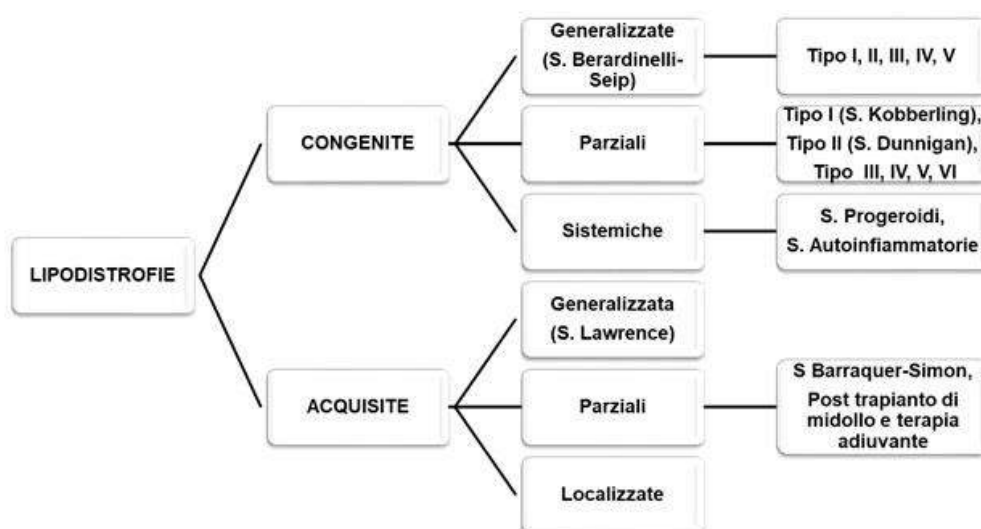 LIPODISTROFIE
CONGENITE
Generalizzate
(S. Berardinelli-
Seip)
Tipo I, II, III, IV, V
Parziali
Tipo I (S. Kobberling),
Tipo II (S. Dunnigan),
Tipo III, IV, V, VI
Sistemiche
S. Progeroidi,
S. Autoinfiammatorie
ACQUISITE
Generalizzata
(S. Lawrence)
Parziali
S Barraquer-Simon,
Post trapianto di
midollo e terapia
adiuvante
Localizzate